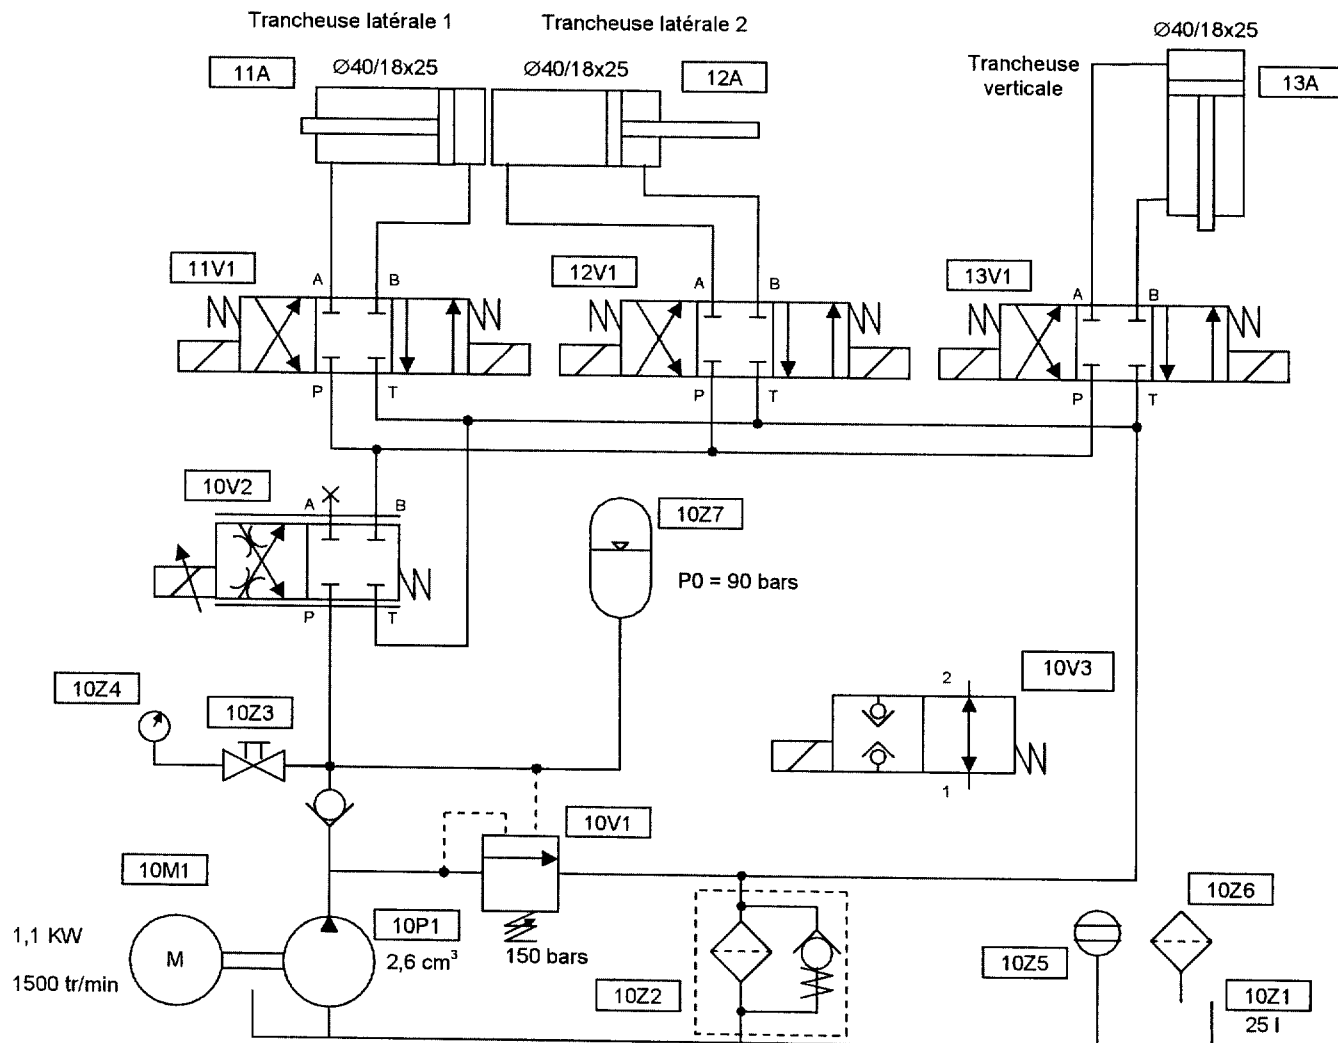 Trancheuse latérale 1
Trancheuse latérale 2
Ø40/18x25
11A
Ø40/18x25
Ø40/18x25
12A
Trancheuse
verticale
13A
11V1
A
B
12V1
A
B
13V1
A
B
P
T
P
T
P
T
10V2
A
B
10Z7
P0 = 90 bars
P
T
10Z4
10Z3
2
10V3
1
10V1
10M1
10P1
10Z6
1,1 KW
M
2,6 cm³
150 bars
10Z5
1500 tr/min
10Z2
10Z1
25 l